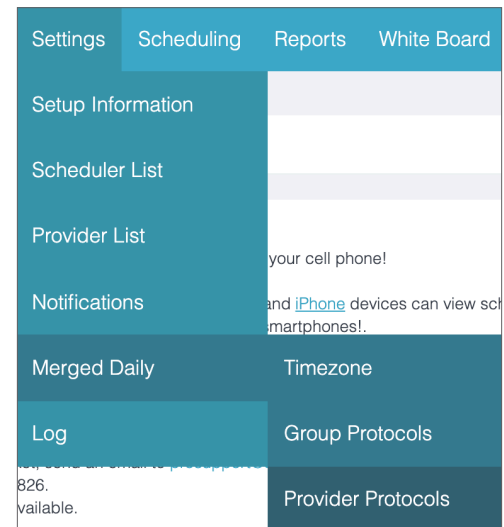 Settings Scheduling Reports White Board
Setup Information
Scheduler List
Provider List
your cell phone!
Notifications
and iPhone devices can view sch
smartphones!.
Merged Daily Timezone
Log Group Protocols
826.
vailable.
Provider Protocols